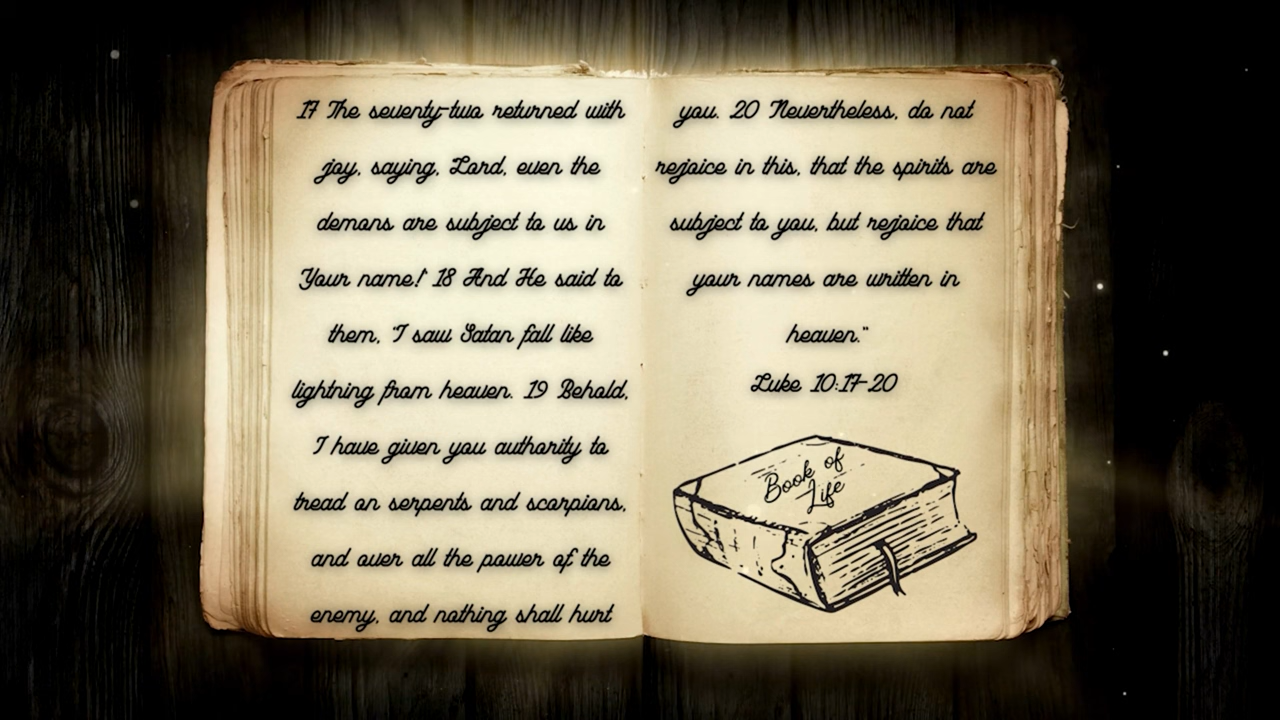 17 The seventy-two returned with
joy, saying, Lord, even the
demons are subject to us in
Your name!" 18 And He said to
them, "I saw Satan fall like
lightning from heaven. 19 Behold,
I have given you authority to
tread on serpents and scorpions,
and over all the power of the
enemy, and nothing shall hurt
you. 20 Nevertheless, do not
rejoice in this, that the spirits are
subject to you, but rejoice that
your names are written in
heaven."
Luke 10:17-20
Book of
Life